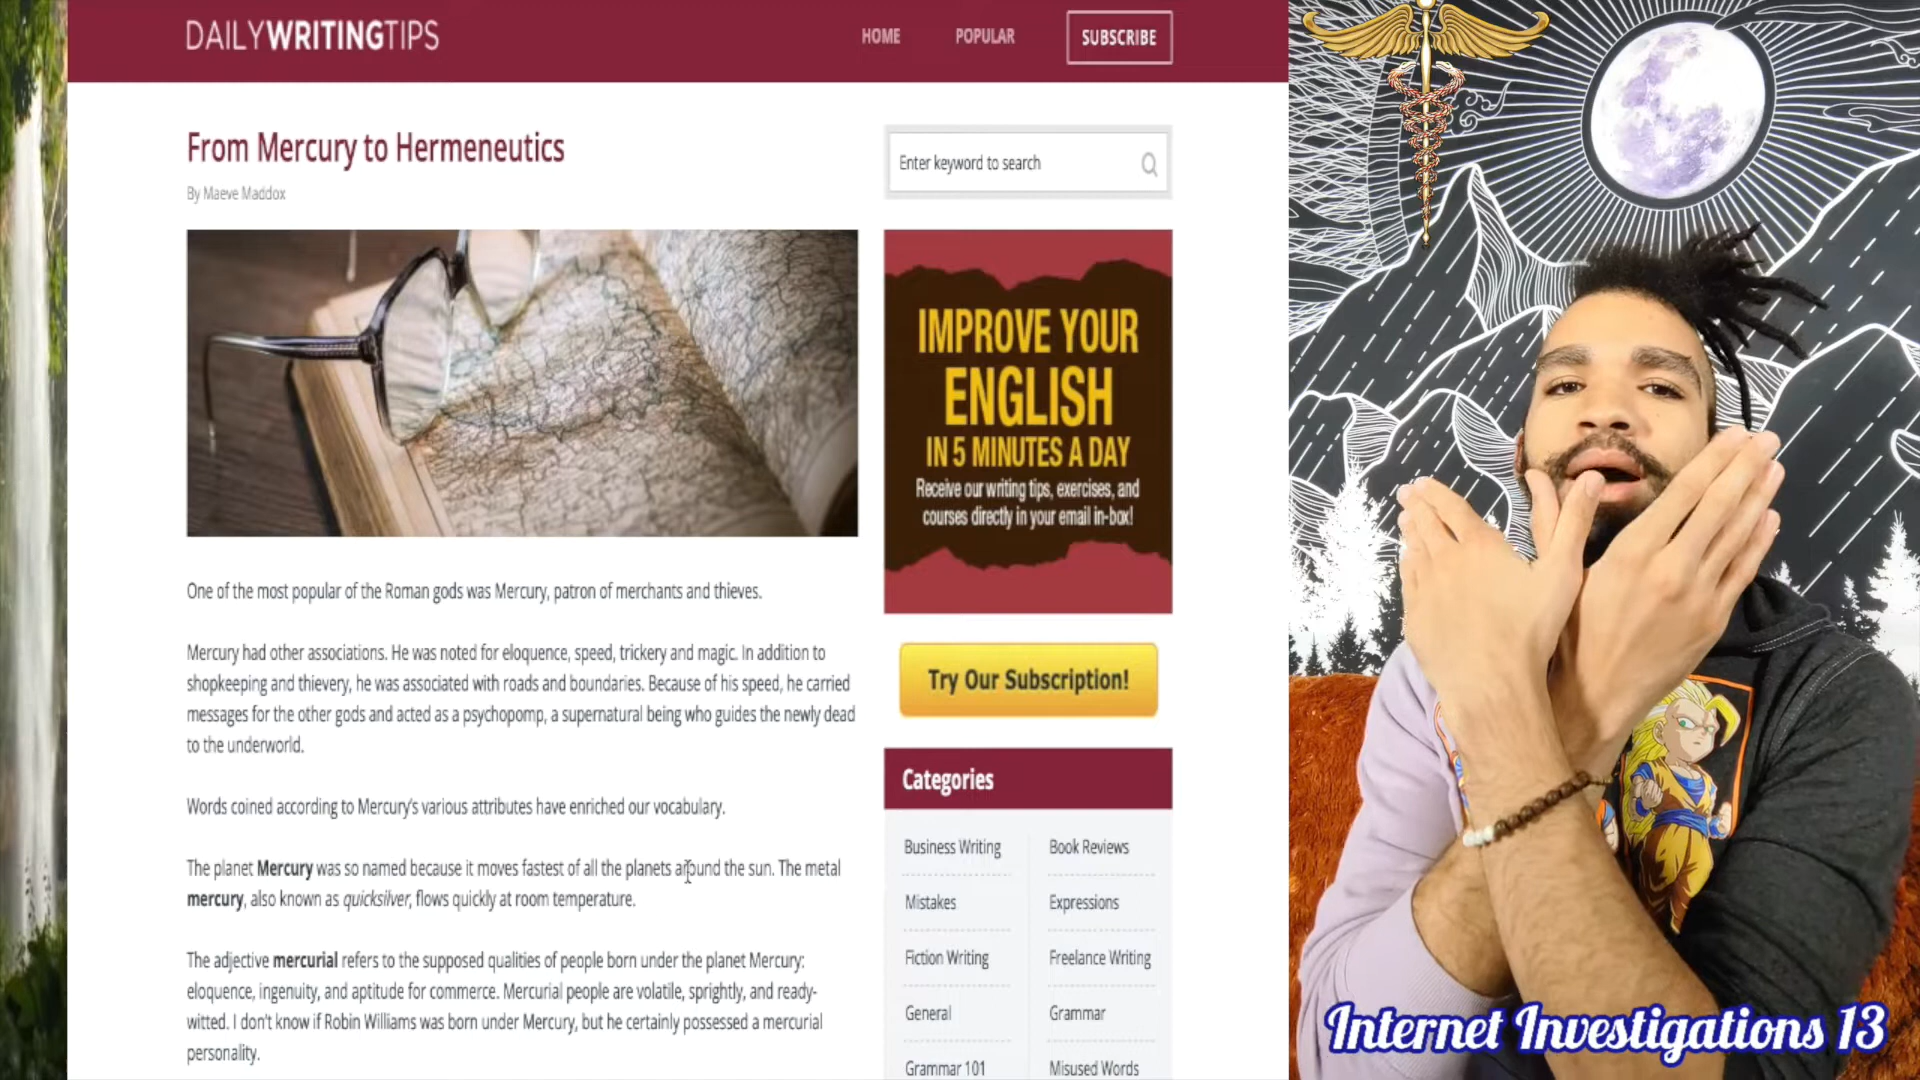 DAILYWRITINGTIPS
HOME
POPULAR
SUBSCRIBE
From Mercury to Hermeneutics
By Maeve Maddox
Enter keyword to search
IMPROVE YOUR
ENGLISH
IN 5 MINUTES A DAY
Receive our writing tips, exercises, and
courses directly in your email in-box!
One of the most popular of the Roman gods was Mercury, patron of merchants and thieves.
Mercury had other associations. He was noted for eloquence, speed, trickery and magic. In addition to
shopkeeping and thievery, he was associated with roads and boundaries. Because of his speed, he carried
messages for the other gods and acted as a psychopomp, a supernatural being who guides the newly dead
to the underworld.
Words coined according to Mercury's various attributes have enriched our vocabulary.
The planet Mercury was so named because it moves fastest of all the planets around the sun. The metal
mercury, also known as quicksilver, flows quickly at room temperature.
The adjective mercurial refers to the supposed qualities of people born under the planet Mercury:
eloquence, ingenuity, and aptitude for commerce. Mercurial people are volatile, sprightly, and ready-
witted. I don't know if Robin Williams was born under Mercury, but he certainly possessed a mercurial
personality.
Try Our Subscription!
Categories
Business Writing
Book Reviews
Mistakes
Expressions
Fiction Writing
Freelance Writing
General
Grammar
Grammar 101
Misused Words
Internet Investigations 13